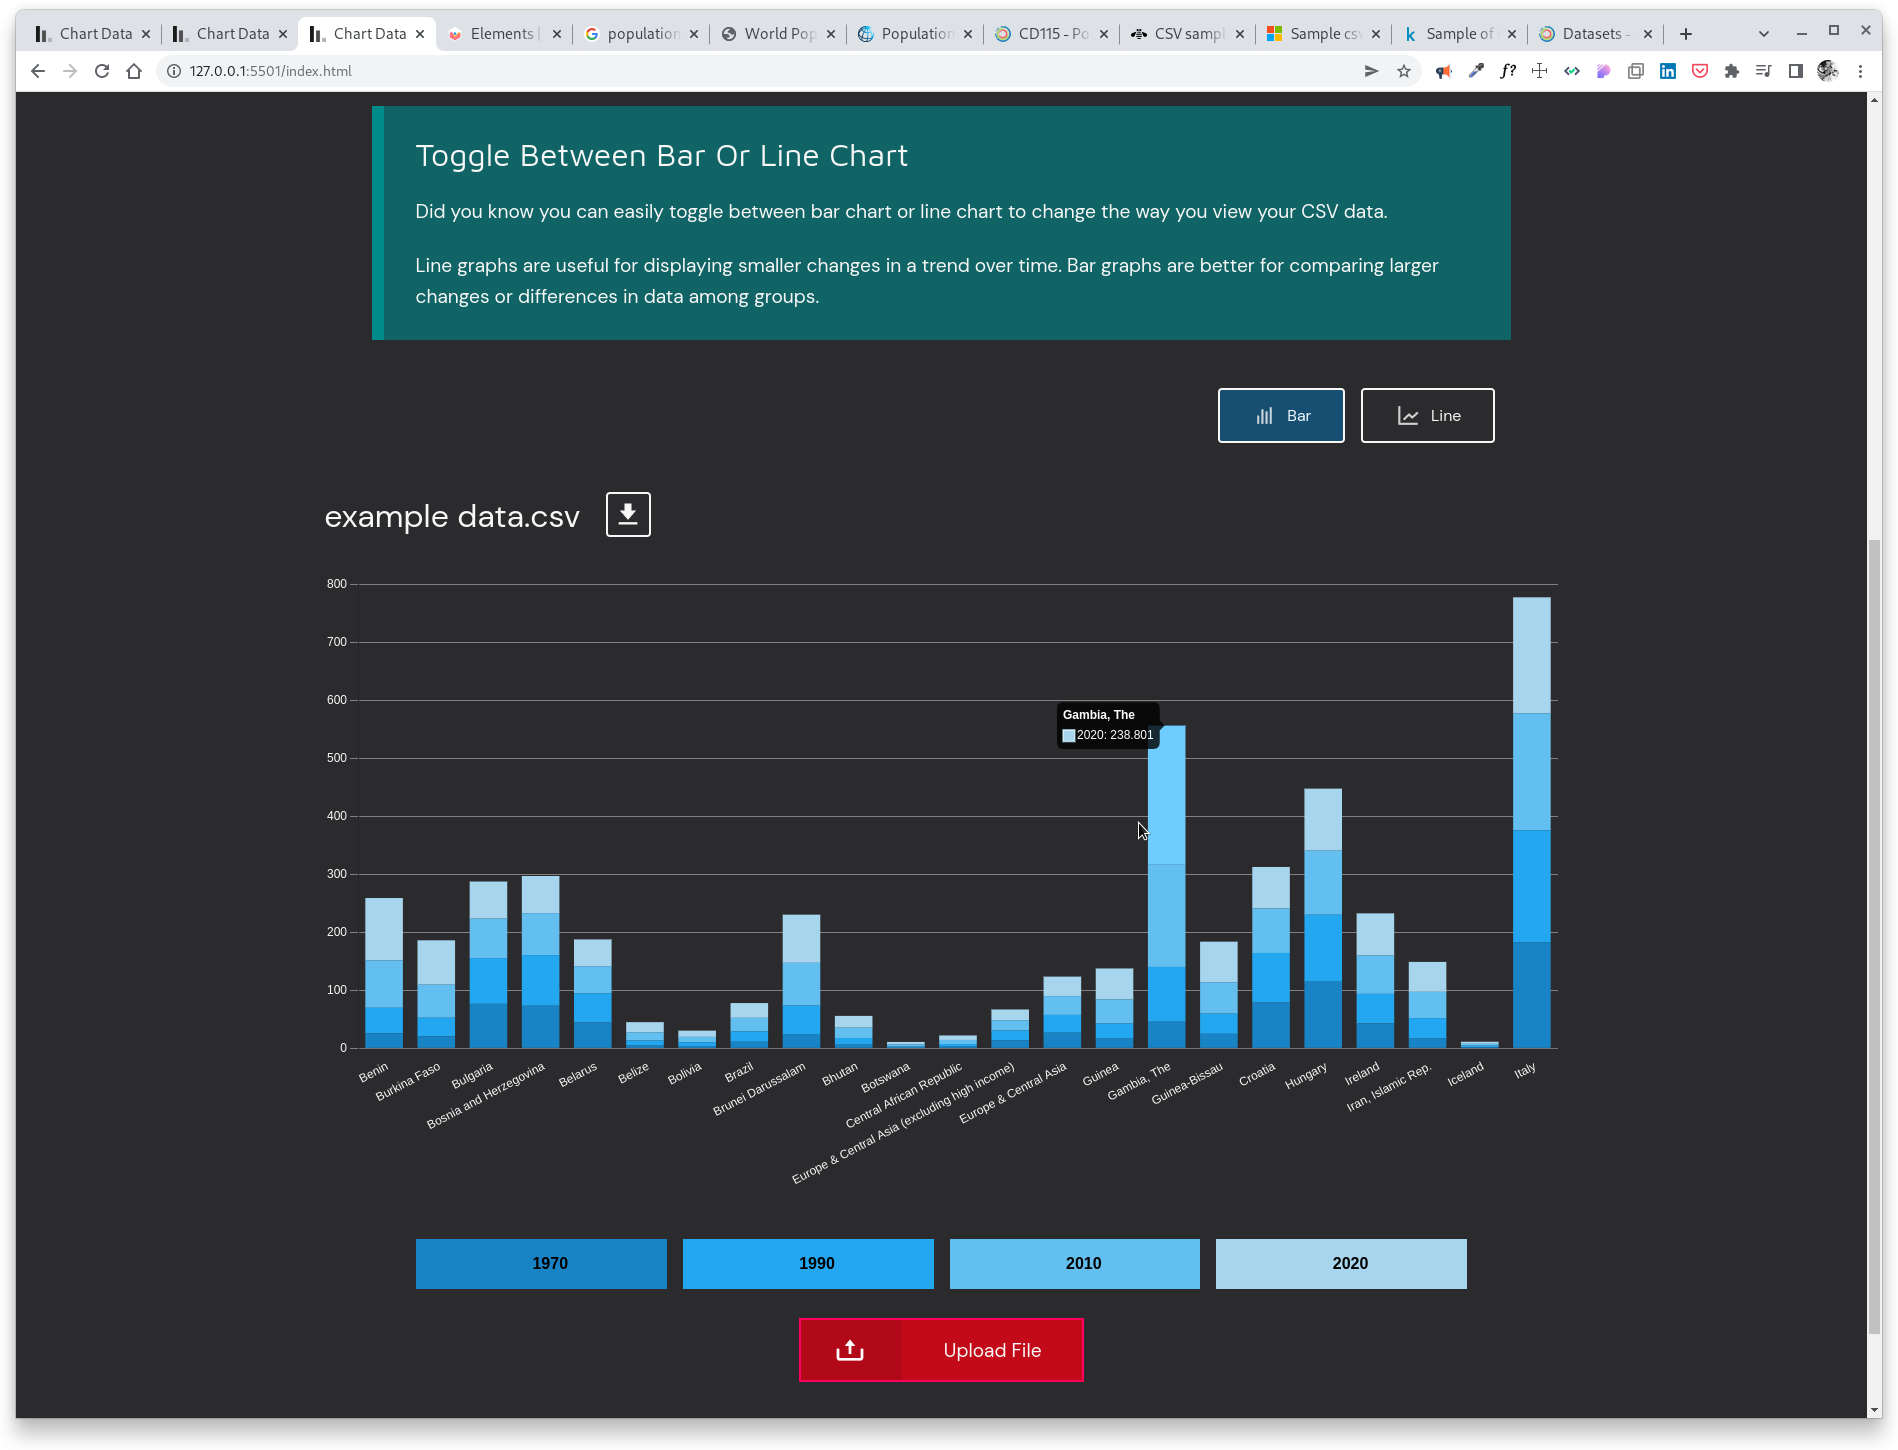 Chart Data
Chart Data
Chart Data
Elements
population
World Pop
Population
CD115 - Po
CSV sampl
Sample csv
Sample of
Datasets -
127.0.0.1:5501/index.html
f?
Toggle Between Bar Or Line Chart
Did you know you can easily toggle between bar chart or line chart to change the way you view your CSV data.
Line graphs are useful for displaying smaller changes in a trend over time. Bar graphs are better for comparing larger
changes or differences in data among groups.
Bar
Line
example data.csv
800
700
600
500
400
300
200
100
0
Gambia, The
2020: 238.801
Benin
Burkina Faso
Bulgaria
Bosnia and Herzegovina
Belarus
Belize
Bolivia
Brazil
Brunei Darussalam
Bhutan
Botswana
Central African Republic
Europe & Central Asia (excluding high income)
Europe & Central Asia
Guinea
Gambia, The
Guinea-Bissau
Croatia
Hungary
Ireland
Iran, Islamic Rep.
Iceland
Italy
1970
1990
2010
2020
Upload File